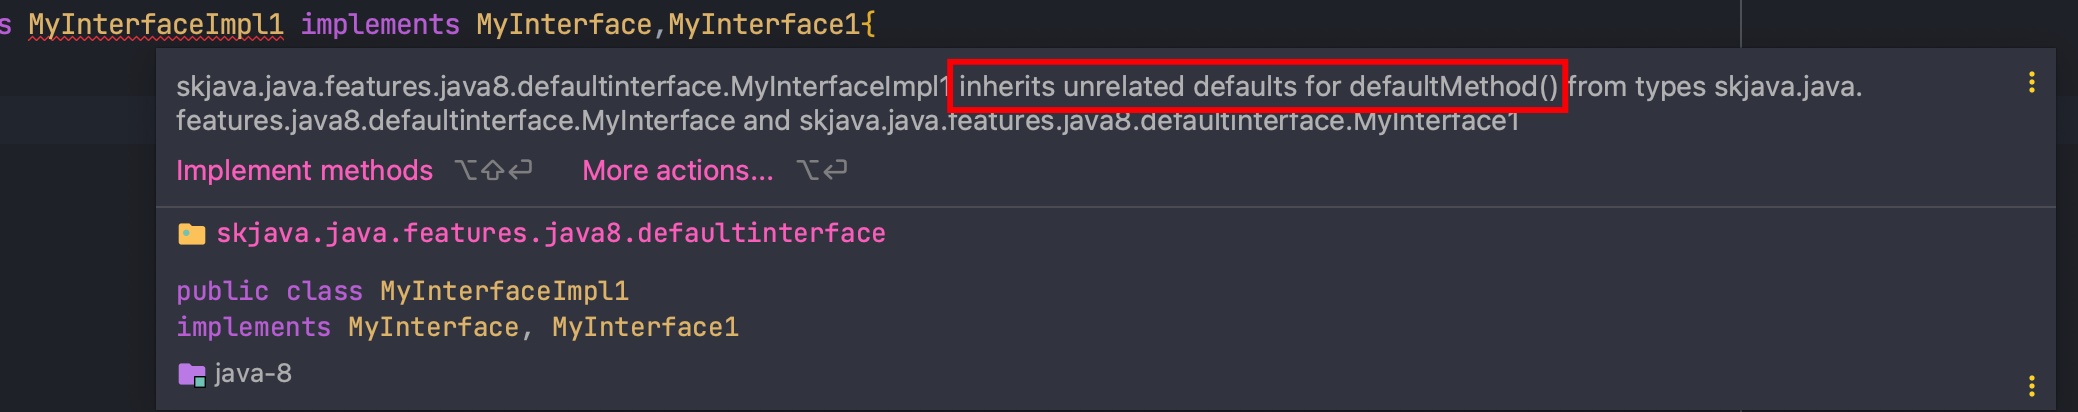 s MyInterfaceImpl1 implements MyInterface,MyInterface1{
skjava.java.features.java8.defaultinterface.MyInterfaceImpl1 inherits unrelated defaults for defaultMethod() from types skjava.java.
features.java8.defaultinterface.MyInterface and skjava.java.features.java8.defaultinterface.MyInterface1
Implement methods ⌥⇧⏎ More actions... ⌥⏎
skjava.java.features.java8.defaultinterface
public class MyInterfaceImpl1
implements MyInterface, MyInterface1
java-8